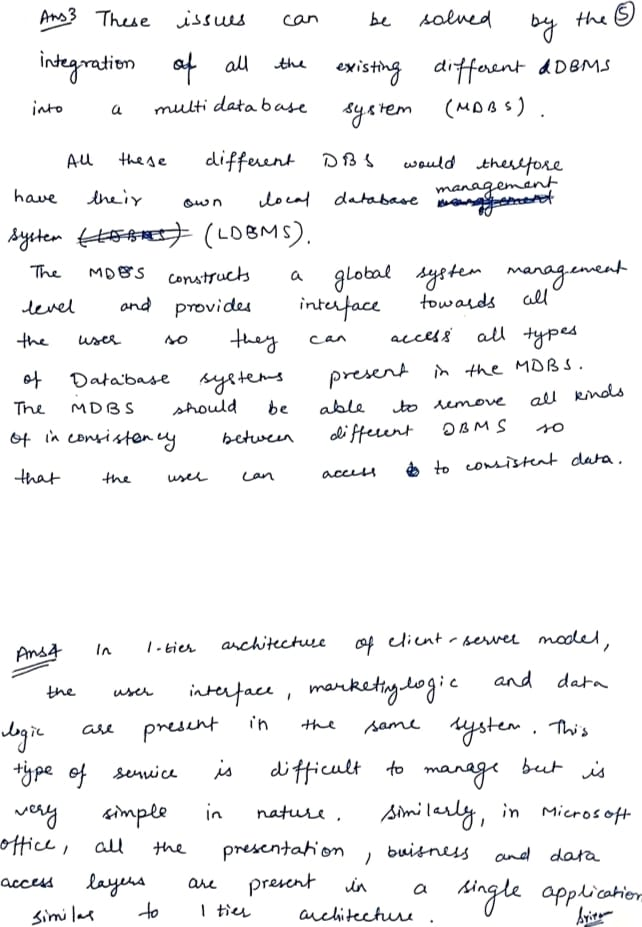 Ans3 These issues can be solved by the (5)
integration of all the existing different DBMS
into a multi database system (MDBS).
All these different DBS would therefore
have their own local database management
system (LDBMS).
The MDBS constructs a global system management
level and provides interface towards all
the user so they can access all types
of Database systems present in the MDBS.
The MDBS should be able to remove all kinds
of inconsistency between different DBMS so
that the user can access to consistent data.
Ans4 In 1-tier architecture of client-server model,
the user interface, marketing logic and data
logic are present in the same system. This
type of service is difficult to manage but is
very simple in nature. Similarly, in Microsoft
office, all the presentation, buisness and data
access layers are present in a single application
similar to 1 tier architecture.